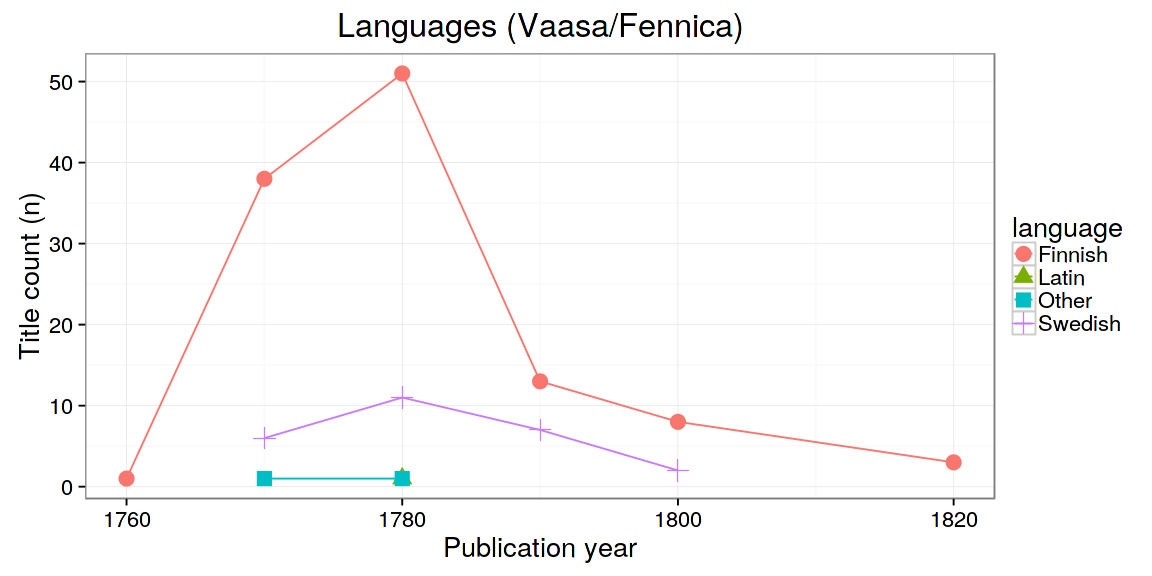 Languages (Vaasa/Fennica)
Title count (n)
50
40
30
20
10
0
1760
1780
1800
1820
Publication year
language
Finnish
Latin
Other
Swedish